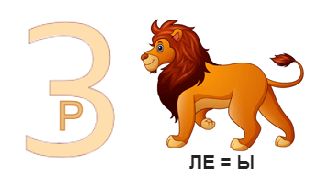 З
Р
ЛЕ = Ы